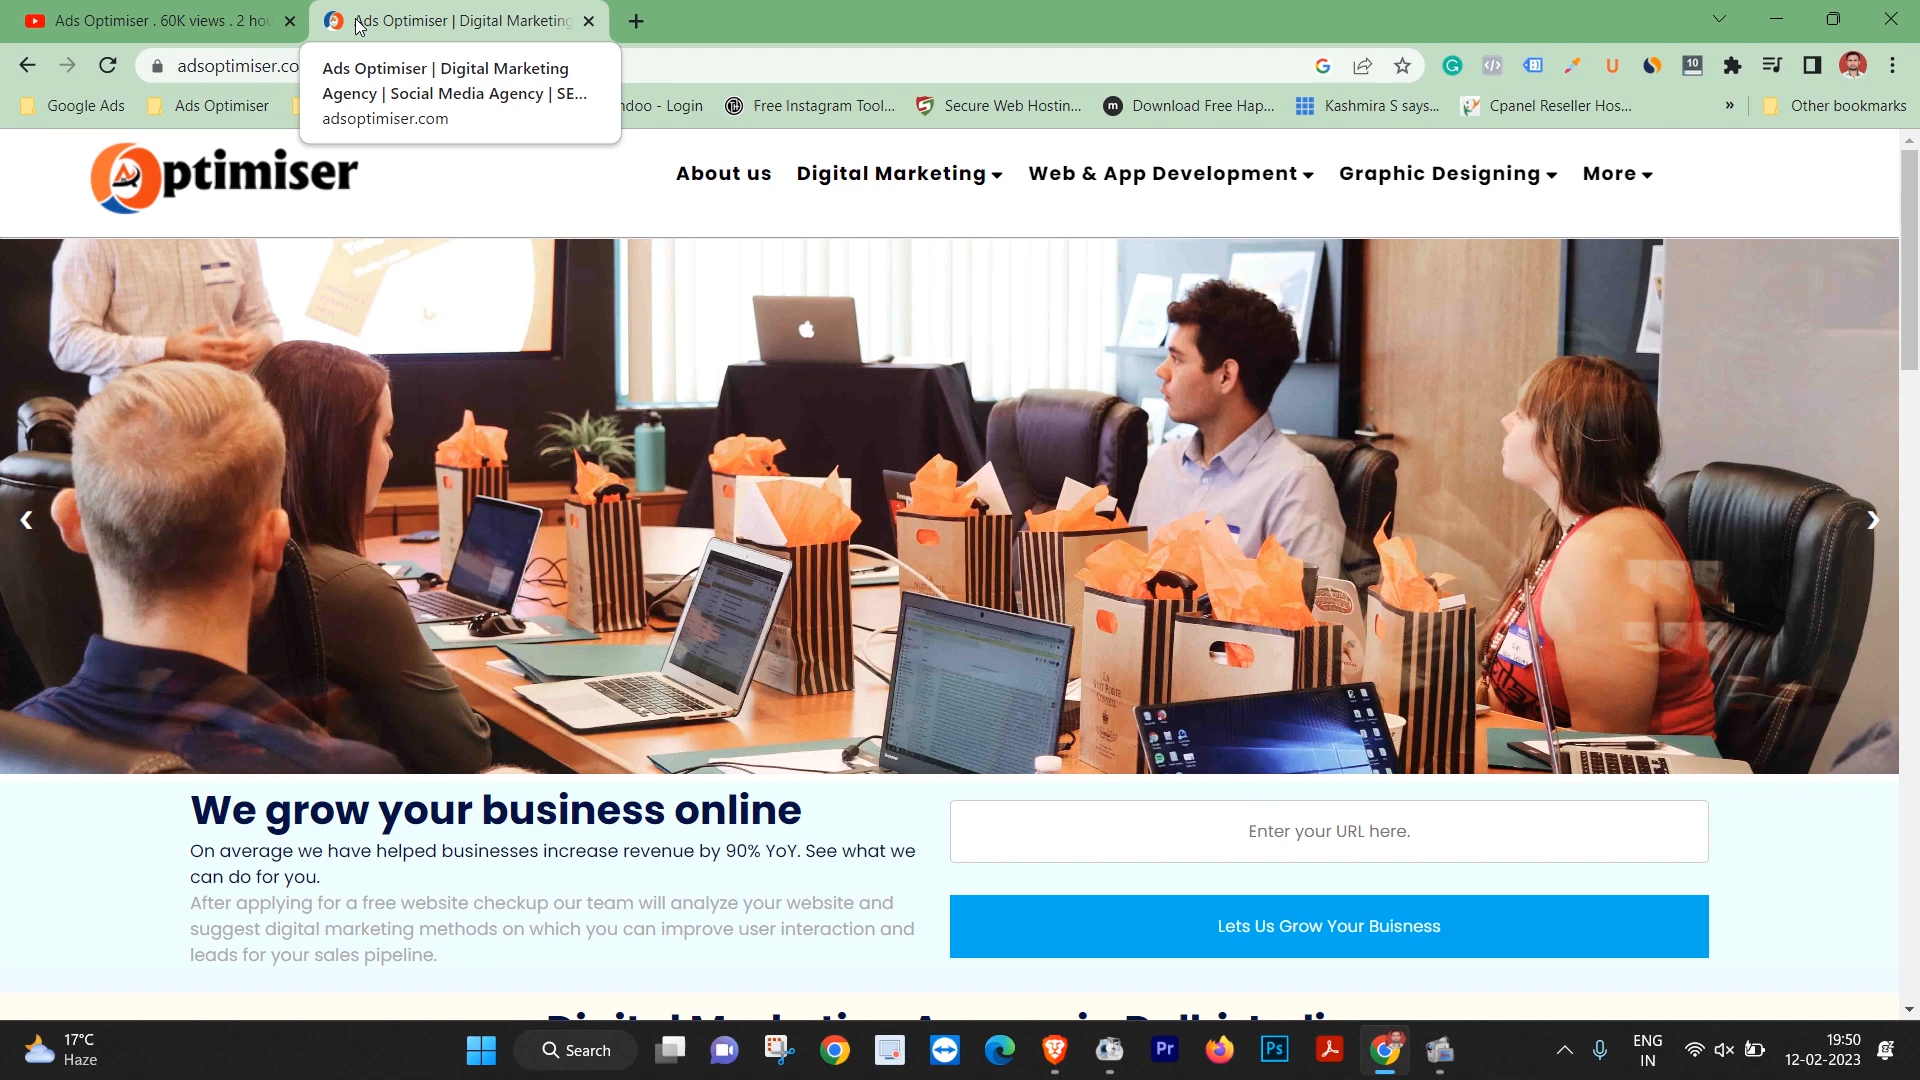 Ads Optimiser . 60K views . 2 hou
Ads Optimiser | Digital Marketing
adsoptimiser.co
Ads Optimiser | Digital Marketing
Agency | Social Media Agency | SE...
adsoptimiser.com
10
Google Ads
Ads Optimiser
ndoo - Login
Free Instagram Tool...
Secure Web Hostin...
Download Free Hap...
Kashmira S says...
Cpanel Reseller Hos...
»
Other bookmarks
ptimiser
About us
Digital Marketing
Web & App Development
Graphic Designing
More
We grow your business online
On average we have helped businesses increase revenue by 90% YoY. See what we
can do for you.
After applying for a free website checkup our team will analyze your website and
suggest digital marketing methods on which you can improve user interaction and
leads for your sales pipeline.
Enter your URL here.
Lets Us Grow Your Buisness
17°C
Haze
Search
Pr
Ps
ENG
IN
19:50
12-02-2023